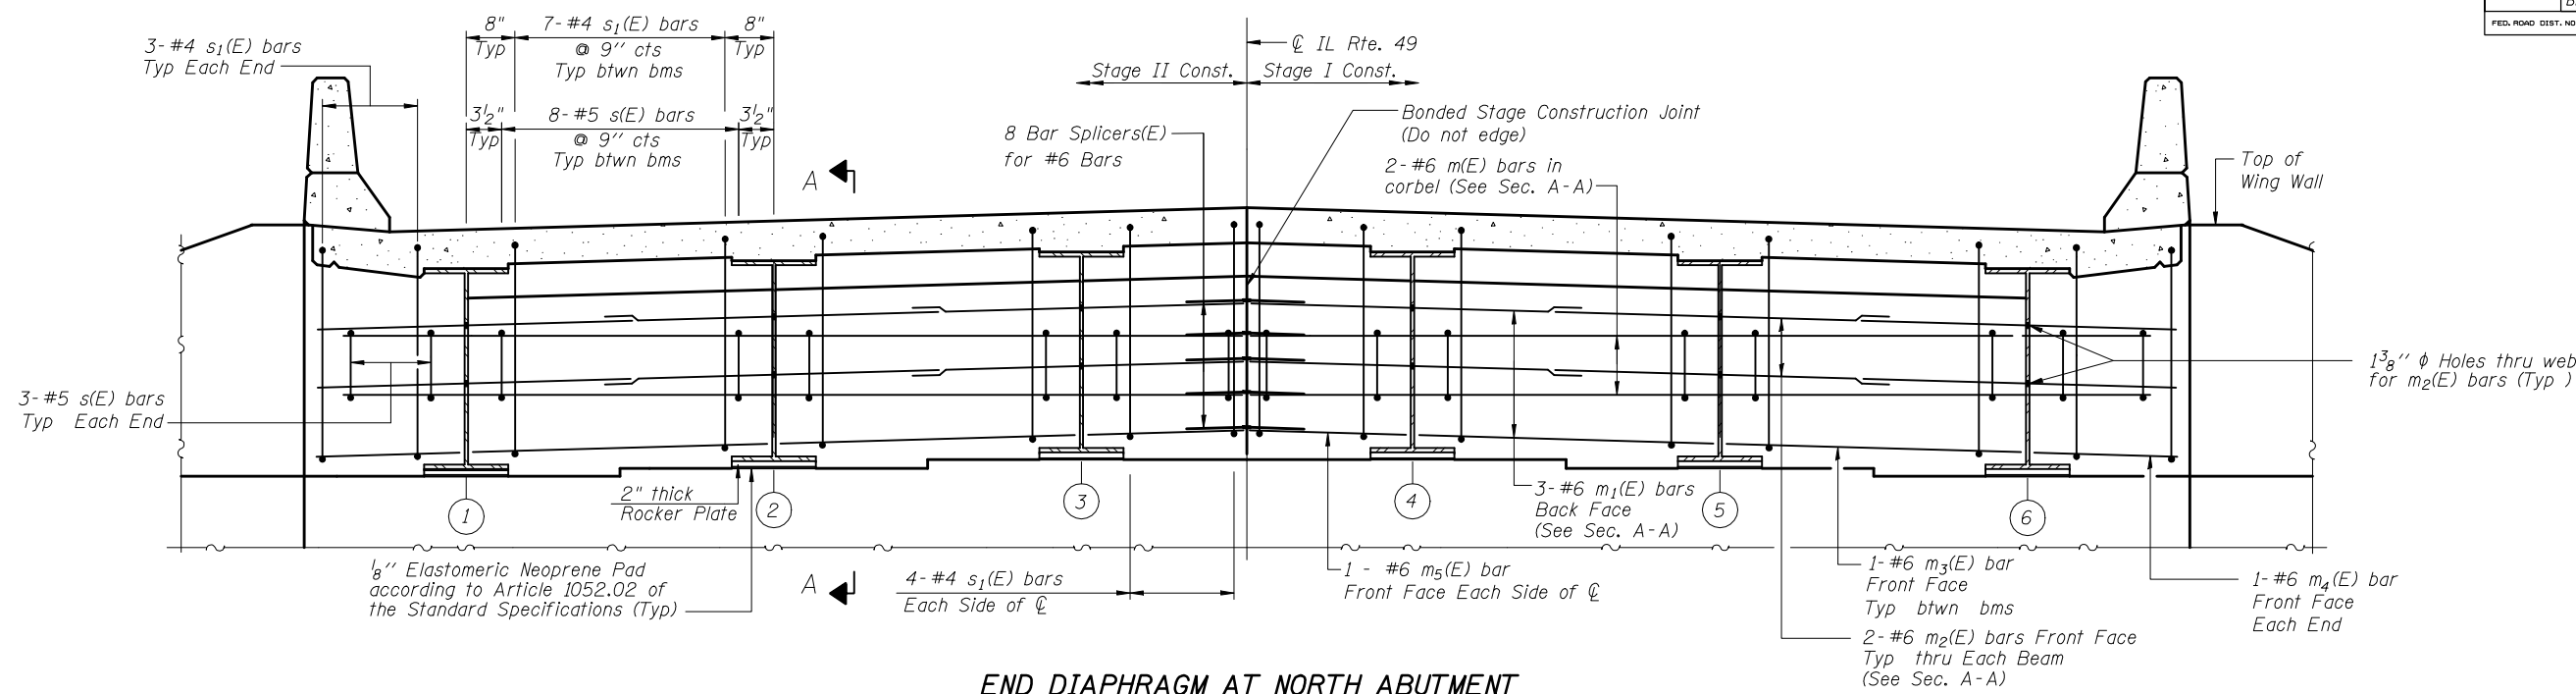 FED. ROAD DIST. NO
3-#4 s1(E) bars
Typ Each End
8"
Typ
7-#4 s1(E) bars
@ 9" cts
Typ btwn bms
8"
Typ
3½"
Typ
8-#5 s(E) bars
@ 9" cts
Typ btwn bms
3½"
Typ
℄ IL Rte. 49
Stage II Const.
Stage I Const.
8 Bar Splicers(E)
for #6 Bars
Bonded Stage Construction Joint
(Do not edge)
2-#6 m(E) bars in
corbel (See Sec. A-A)
Top of
Wing Wall
A
3-#5 s(E) bars
Typ Each End
1⅜" ϕ Holes thru web
for m2(E) bars (Typ )
2" thick
Rocker Plate
1
2
3
4
5
6
3-#6 m1(E) bars
Back Face
(See Sec. A-A)
⅛" Elastomeric Neoprene Pad
according to Article 1052.02 of
the Standard Specifications (Typ)
A
4-#4 s1(E) bars
Each Side of ℄
1 - #6 m5(E) bar
Front Face Each Side of ℄
1-#6 m3(E) bar
Front Face
Typ btwn bms
1-#6 m4(E) bar
Front Face
Each End
2-#6 m2(E) bars Front Face
Typ thru Each Beam
(See Sec. A-A)
END DIAPHRAGM AT NORTH ABUTMENT